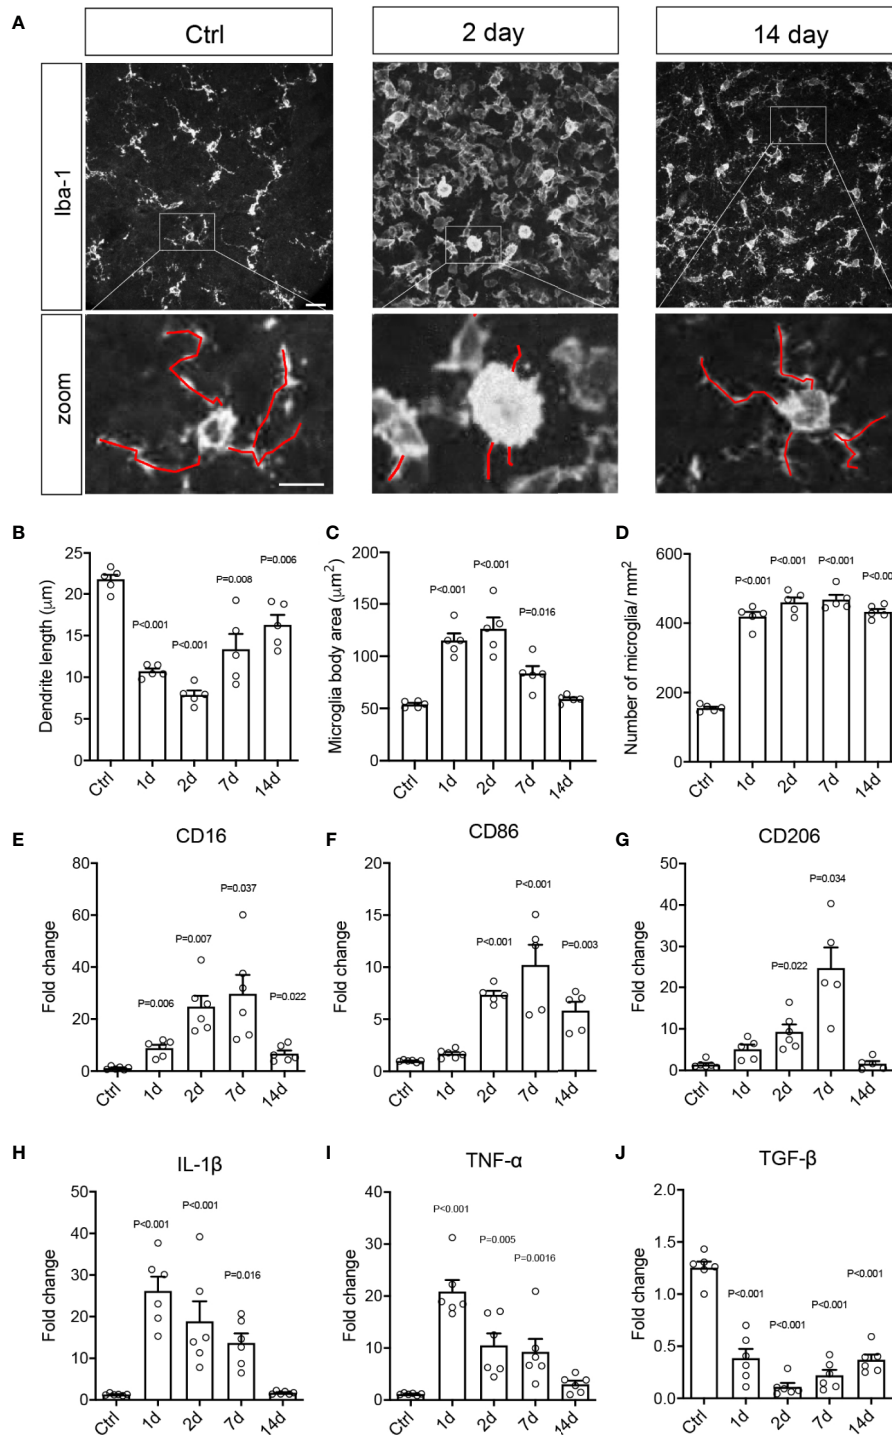 A
Ctrl
2 day
14 day
Iba-1
zoom
B
Dendrite length (μm)
25
20
15
10
5
0
P<0.001
P<0.001
P=0.008
P=0.006
Ctrl
1d
2d
7d
14d
C
Microglia body area (μm²)
200
150
100
50
0
P<0.001
P<0.001
P=0.016
Ctrl
1d
2d
7d
14d
D
Number of microglia/ mm²
600
400
200
0
P<0.001
P<0.001
P<0.001
P<0.00
Ctrl
1d
2d
7d
14d
E
CD16
Fold change
80
60
40
20
0
P=0.006
P=0.007
P=0.037
P=0.022
Ctrl
1d
2d
7d
14d
F
CD86
Fold change
20
15
10
5
0
P<0.001
P<0.001
P=0.003
Ctrl
1d
2d
7d
14d
G
CD206
Fold change
50
40
30
20
10
0
P=0.022
P=0.034
Ctrl
1d
2d
7d
14d
H
IL-1β
Fold change
50
40
30
20
10
0
P<0.001
P<0.001
P=0.016
Ctrl
1d
2d
7d
14d
I
TNF-α
Fold change
40
30
20
10
0
P<0.001
P=0.005
P=0.0016
Ctrl
1d
2d
7d
14d
J
TGF-β
Fold change
1.5
1.0
0.5
0.0
P<0.001
P<0.001
P<0.001
P<0.001
Ctrl
1d
2d
7d
14d